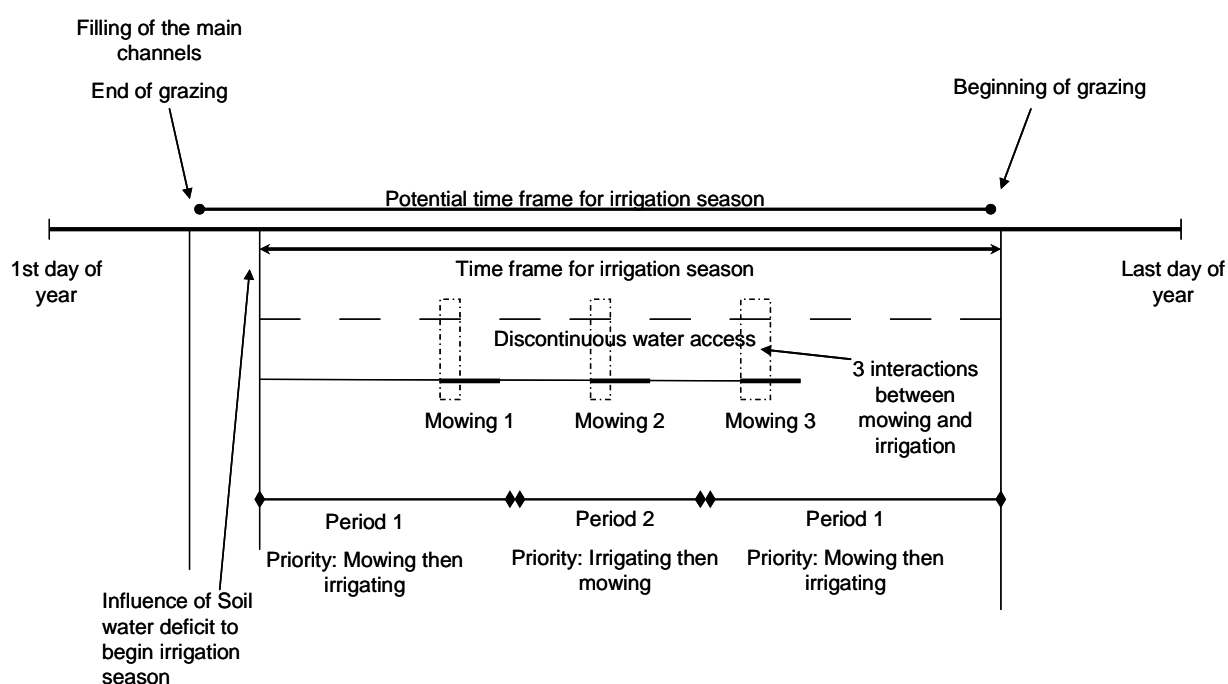 Filling of the main
channels
End of grazing
Beginning of grazing
Potential time frame for irrigation season
1st day of
year
Time frame for irrigation season
Last day of
year
Discontinuous water access
3 interactions
between
mowing and
irrigation
Mowing 1
Mowing 2
Mowing 3
Period 1
Priority: Mowing then
irrigating
Period 2
Priority: Irrigating then
mowing
Period 1
Priority: Mowing then
irrigating
Influence of Soil
water deficit to
begin irrigation
season